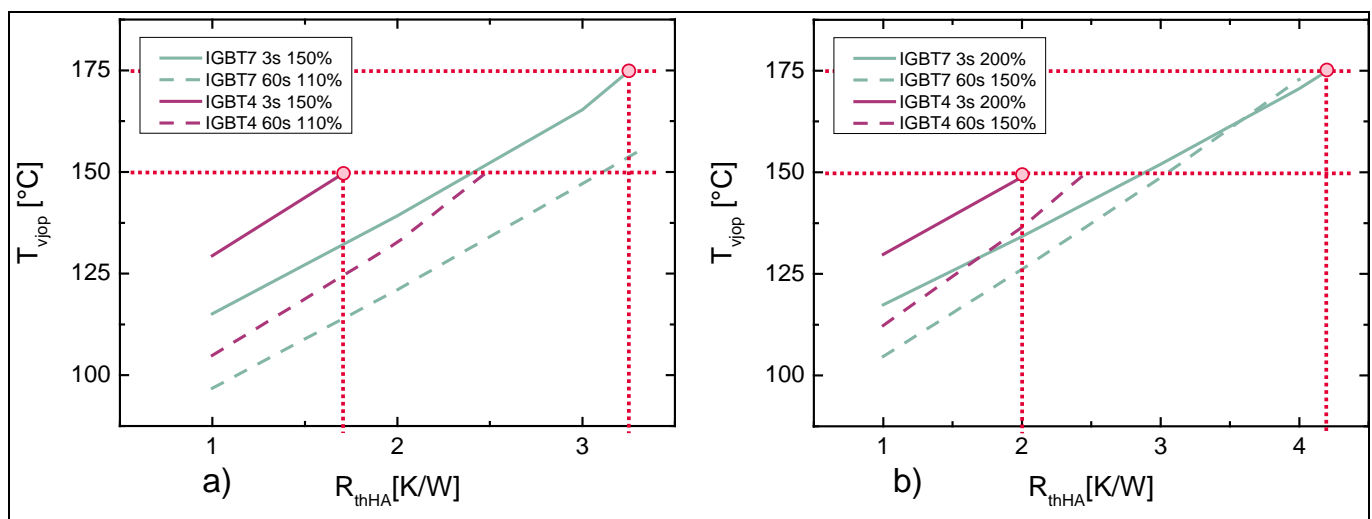 IGBT7 3s 150%
IGBT7 60s 110%
IGBT4 3s 150%
IGBT4 60s 110%
175
150
125
100
T_vjop [°C]
1
2
3
a)
R_thHA[K/W]
IGBT7 3s 200%
IGBT7 60s 150%
IGBT4 3s 200%
IGBT4 60s 150%
175
150
125
100
T_vjop [°C]
1
2
3
4
b)
R_thHA[K/W]